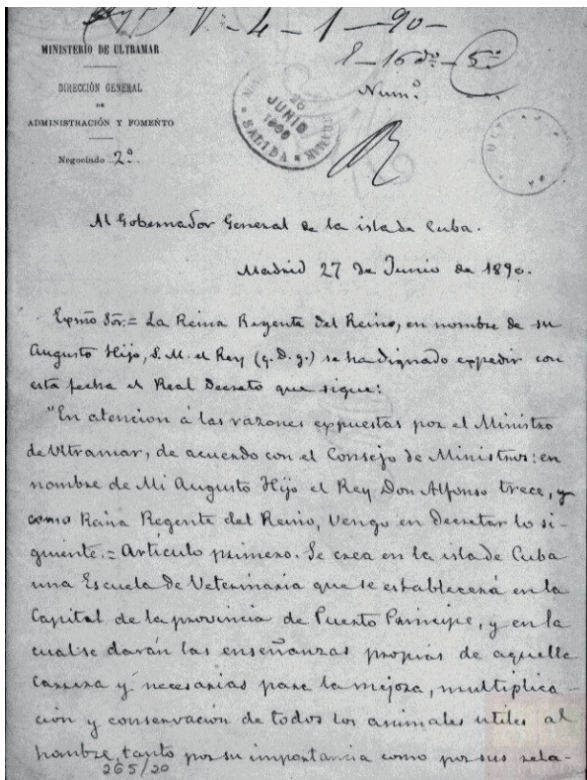 V. 4 - 1 - 90 -
MINISTERIO DE ULTRAMAR
5ª
DIRECCIÓN GENERAL
Num.º
DE
ADMINISTRACIÓN Y FOMENTO
26
JUNIO
SALIDA
Negociado 2º
Al Gobernador General de la isla de Cuba.
Madrid 27 de Junio de 1890.
Exmo Sor.= La Reina Regente del Reino, en nombre de su
Augusto Hijo, S. M. el Rey (q. D. g.) se ha dignado expedir con
esta fecha el Real Decreto que sigue:
"En atencion á las razones expuestas por el Ministro
de Ultramar, de acuerdo con el Consejo de Ministros: en
nombre de Mi Augusto Hijo el Rey Don Alfonso trece, y
como Reina Regente del Reino, Vengo en Decretar lo si-
guiente.= Artículo primero. Se crea en la isla de Cuba
una Escuela de Veterinaria que se establecerá en la
Capital de la provincia de Puerto Principe, y en la
cual se darán las enseñanzas propias de aquella
carrera y necesarias para la mejora, multiplica-
ción y conservación de todos los animales utiles al
hombre, tanto por su importancia como por sus rela-
265/20